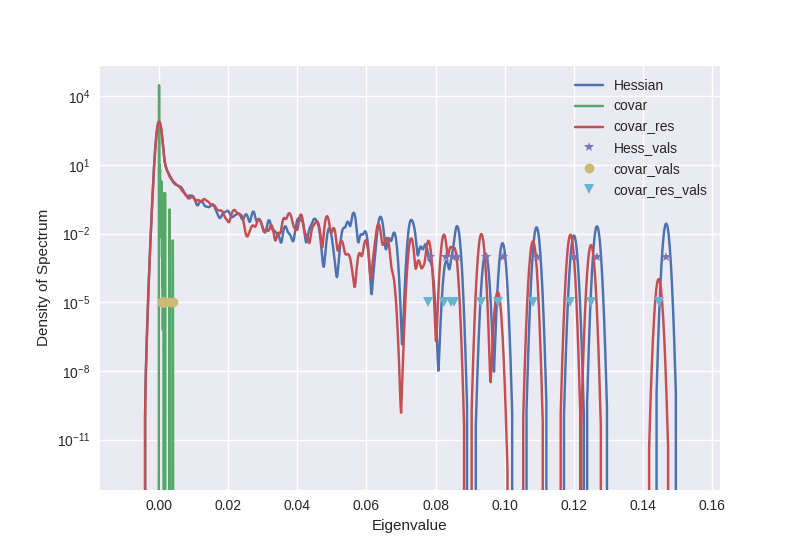 10^4
10^1
10^-2
10^-5
10^-8
10^-11
Density of Spectrum
Hessian
covar
covar_res
Hess_vals
covar_vals
covar_res_vals
0.00 0.02 0.04 0.06 0.08 0.10 0.12 0.14 0.16
Eigenvalue